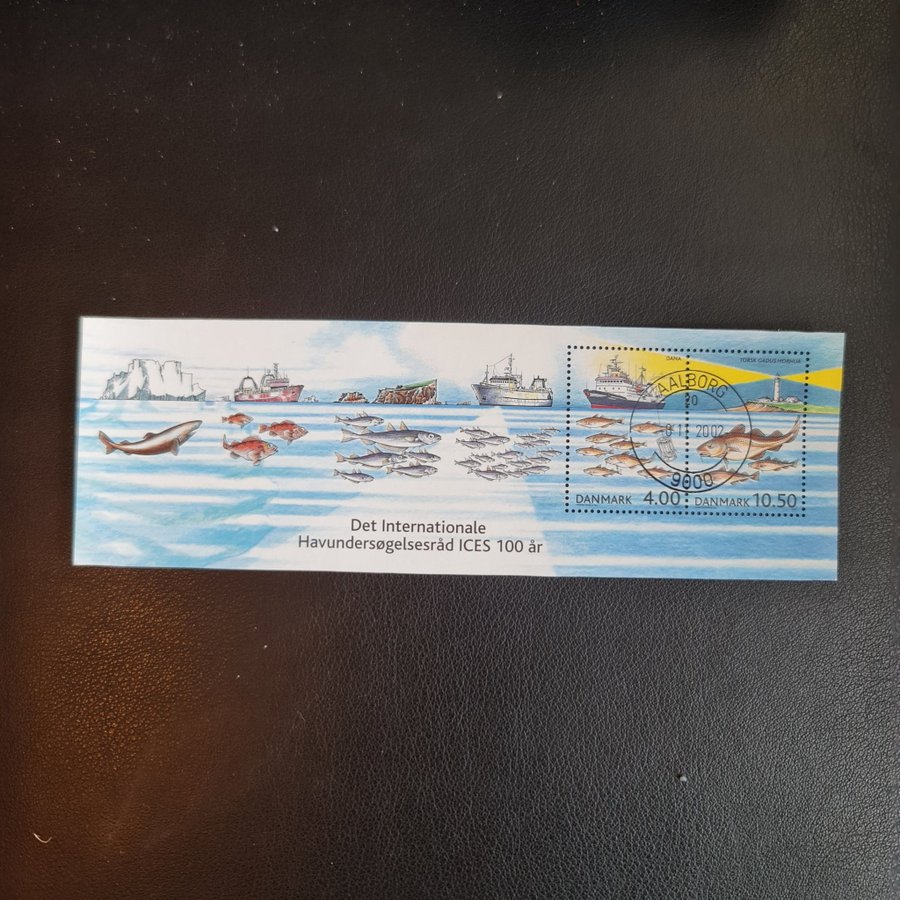 DANA
TORSK GADUS MORHUA
AALBORG
2002
9000
DANMARK 4.00
DANMARK 10.50
Det Internationale
Havundersøgelsesråd ICES 100 år